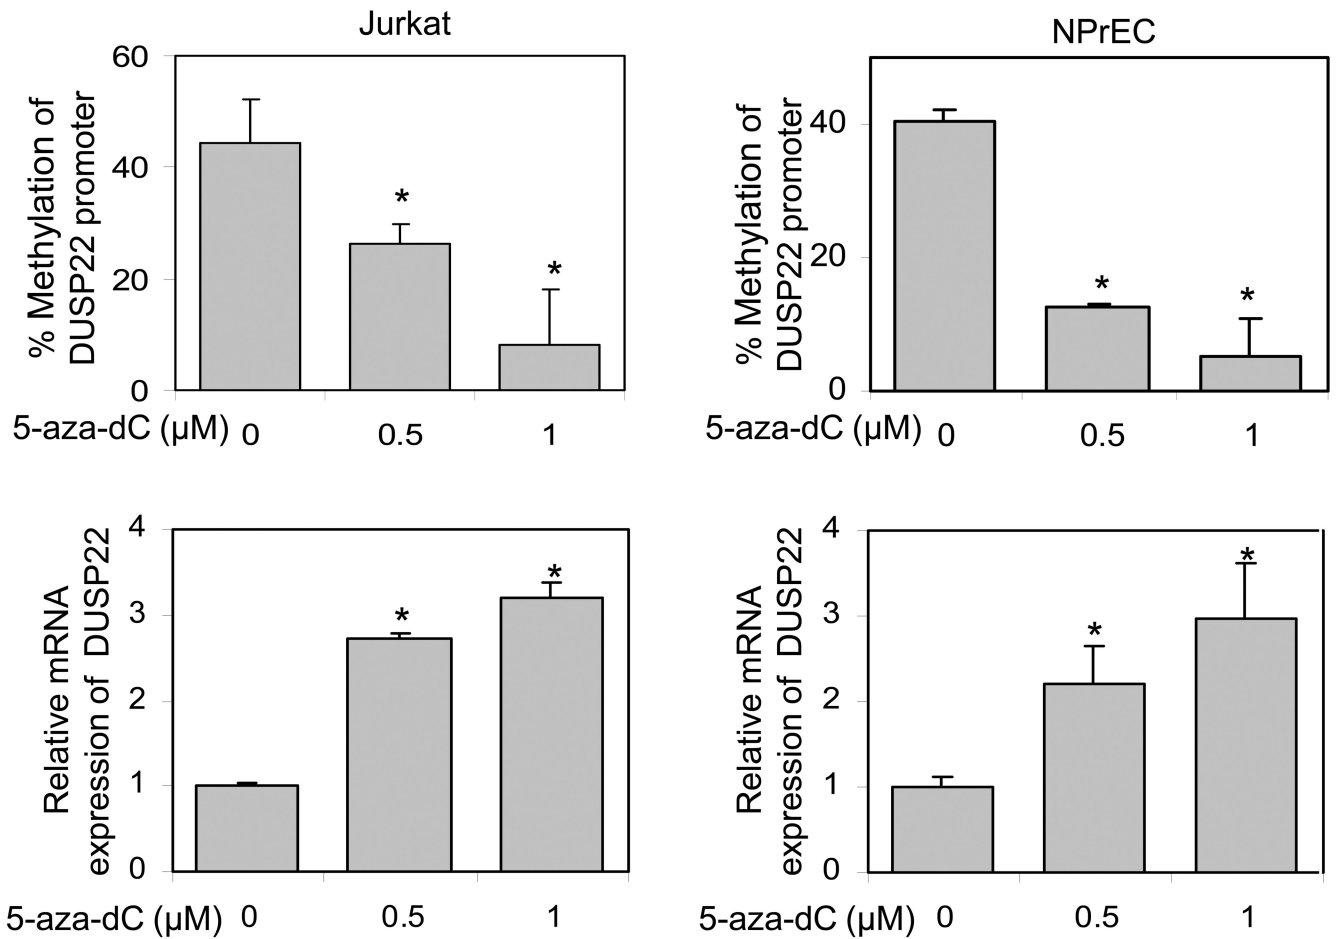 Jurkat
% Methylation of
DUSP22 promoter
60
40
20
0
*
*
5-aza-dC (μM) 0 0.5 1
NPrEC
% Methylation of
DUSP22 promoter
40
20
0
*
*
5-aza-dC (μM) 0 0.5 1
Relative mRNA
expression of DUSP22
4
3
2
1
0
*
*
5-aza-dC (μM) 0 0.5 1
Relative mRNA
expression of DUSP22
4
3
2
1
0
*
*
5-aza-dC (μM) 0 0.5 1